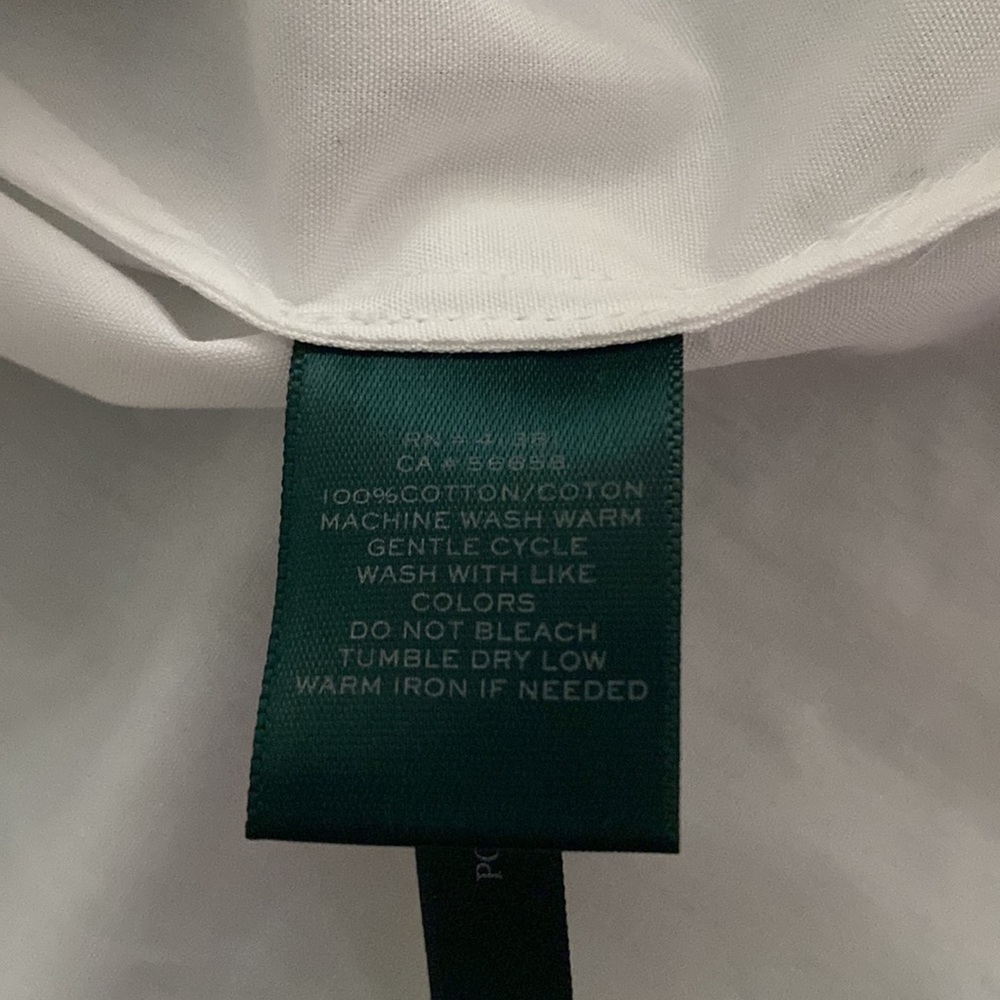 CA # 56658
100% COTTON/COTON
MACHINE WASH WARM
GENTLE CYCLE
WASH WITH LIKE
COLORS
DO NOT BLEACH
TUMBLE DRY LOW
WARM IRON IF NEEDED